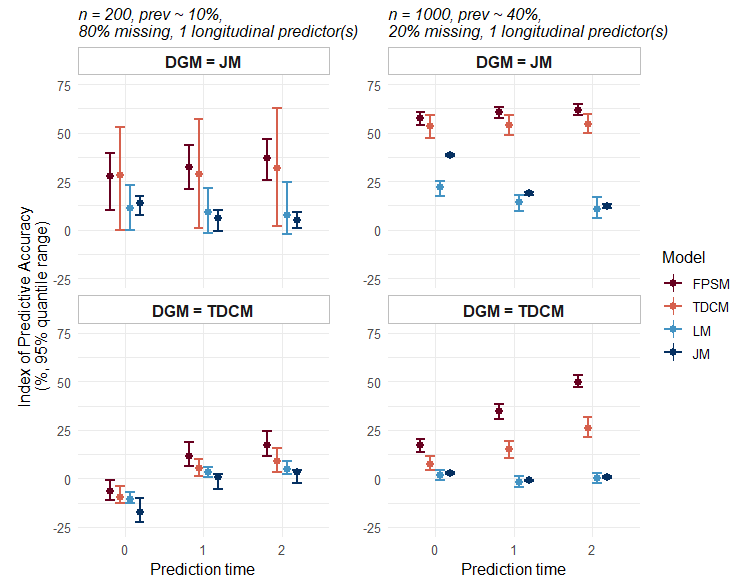 n = 200, prev ~ 10%,
80% missing, 1 longitudinal predictor(s)
n = 1000, prev ~ 40%,
20% missing, 1 longitudinal predictor(s)
DGM = JM
DGM = JM
75
50
25
0
-25
75
50
25
0
-25
DGM = TDCM
DGM = TDCM
75
50
25
0
-25
75
50
25
0
-25
0
1
2
0
1
2
Prediction time
Prediction time
Index of Predictive Accuracy
(%, 95% quantile range)
Model
FPSM
TDCM
LM
JM